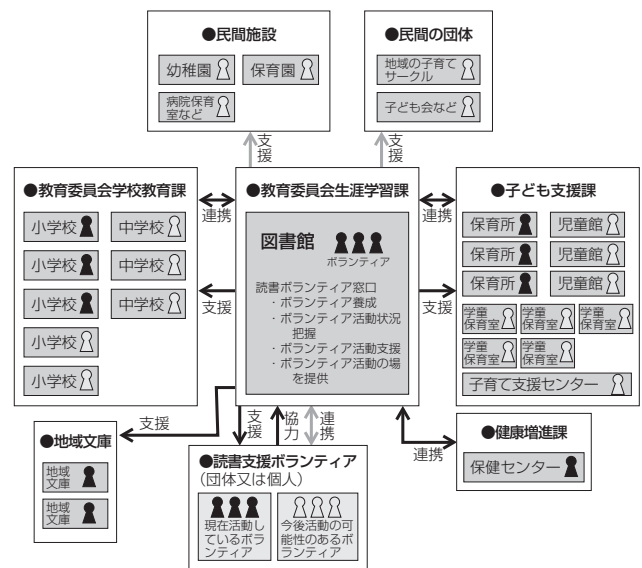 ●民間施設
幼稚園
保育園
病院保育
室など
●民間の団体
地域の子育て
サークル
子ども会など
支援
支援
●教育委員会学校教育課
小学校
中学校
小学校
中学校
小学校
中学校
小学校
小学校
連携
支援
●教育委員会生涯学習課
図書館
ボランティア
読書ボランティア窓口
・ボランティア養成
・ボランティア活動状況
把握
・ボランティア活動支援
・ボランティア活動の場
を提供
連携
支援
●子ども支援課
保育所
児童館
保育所
児童館
保育所
児童館
学童
保育室
学童
保育室
学童
保育室
学童
保育室
学童
保育室
子育て支援センター
支援
支援
協力
連携
連携
●地域文庫
地域
文庫
地域
文庫
●読書支援ボランティア
（団体又は個人）
現在活動し
ているボラ
ンティア
今後活動の可
能性のあるボ
ランティア
●健康増進課
保健センター